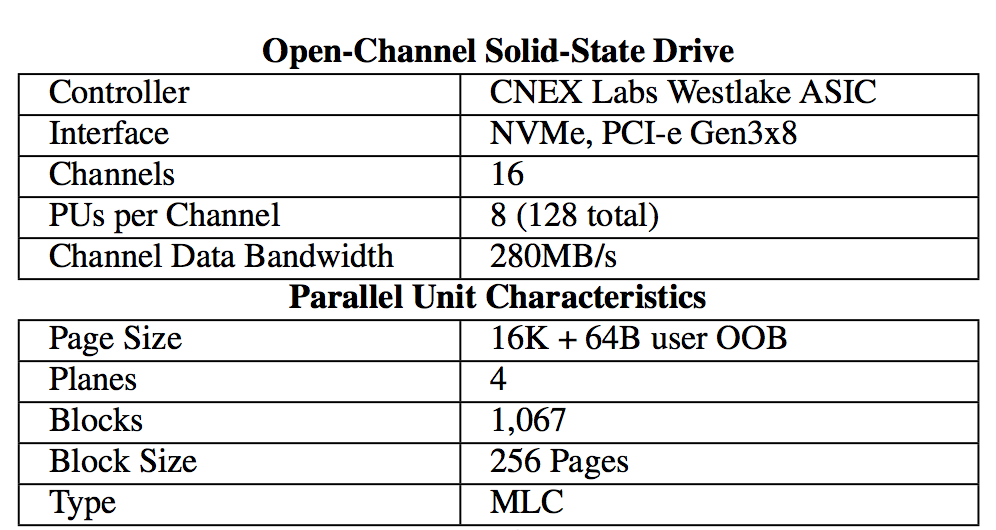 Open-Channel Solid-State Drive
Controller CNEX Labs Westlake ASIC
Interface NVMe, PCI-e Gen3x8
Channels 16
PUs per Channel 8 (128 total)
Channel Data Bandwidth 280MB/s
Parallel Unit Characteristics
Page Size 16K + 64B user OOB
Planes 4
Blocks 1,067
Block Size 256 Pages
Type MLC